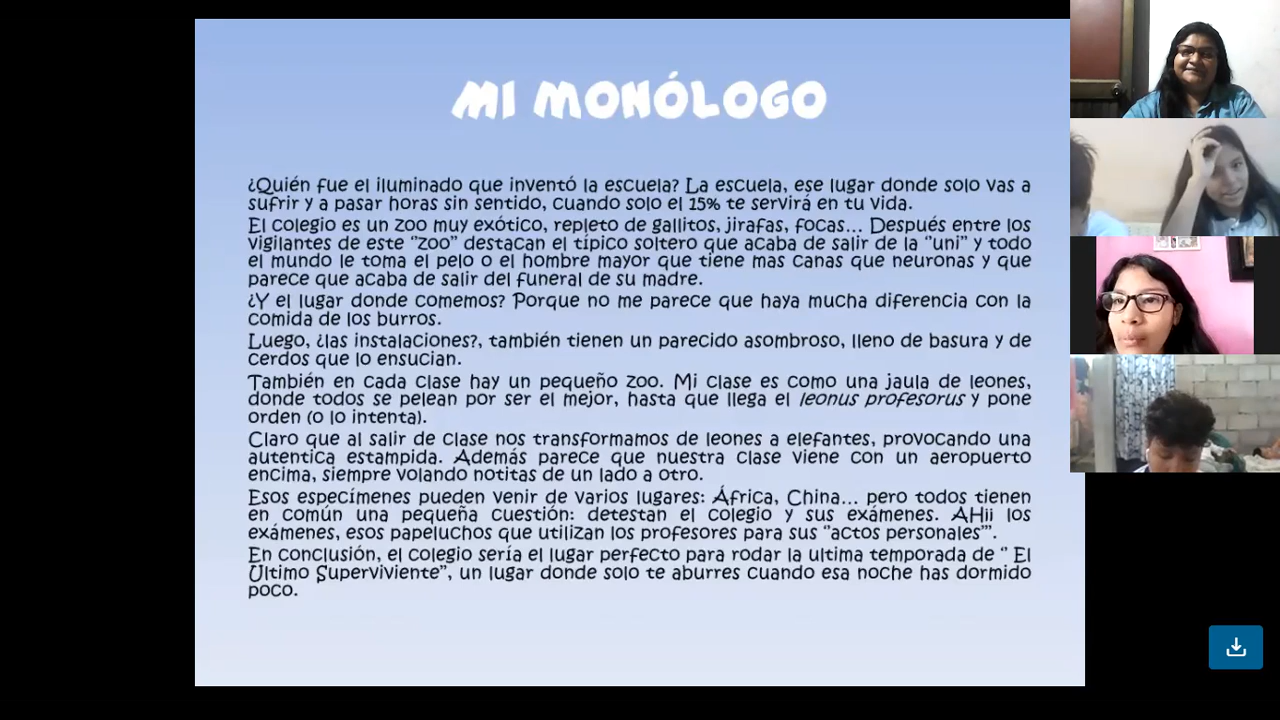 MI MONÓLOGO
¿Quién fue el iluminado que inventó la escuela? La escuela, ese lugar donde solo vas a
sufrir y a pasar horas sin sentido, cuando solo el 15% te servirá en tu vida.
El colegio es un zoo muy exótico, repleto de gallitos, jirafas, focas... Después entre los
vigilantes de este "zoo" destacan el típico soltero que acaba de salir de la "uni" y todo
el mundo le toma el pelo o el hombre mayor que tiene mas canas que neuronas y que
parece que acaba de salir del funeral de su madre.
¿Y el lugar donde comemos? Porque no me parece que haya mucha diferencia con la
comida de los burros.
Luego, ¿las instalaciones?, también tienen un parecido asombroso, lleno de basura y de
cerdos que lo ensucian.
También en cada clase hay un pequeño zoo. Mi clase es como una jaula de leones,
donde todos se pelean por ser el mejor, hasta que llega el leonus profesorus y pone
orden (o lo intenta).
Claro que al salir de clase nos transformamos de leones a elefantes, provocando una
autentica estampida. Además parece que nuestra clase viene con un aeropuerto
encima, siempre volando notitas de un lado a otro.
Esos especímenes pueden venir de varios lugares: África, China... pero todos tienen
en común una pequeña cuestión: detestan el colegio y sus exámenes. AHii los
exámenes, esos papeluchos que utilizan los profesores para sus "actos personales"".
En conclusión, el colegio sería el lugar perfecto para rodar la ultima temporada de " El
Último Superviviente", un lugar donde solo te aburres cuando esa noche has dormido
poco.